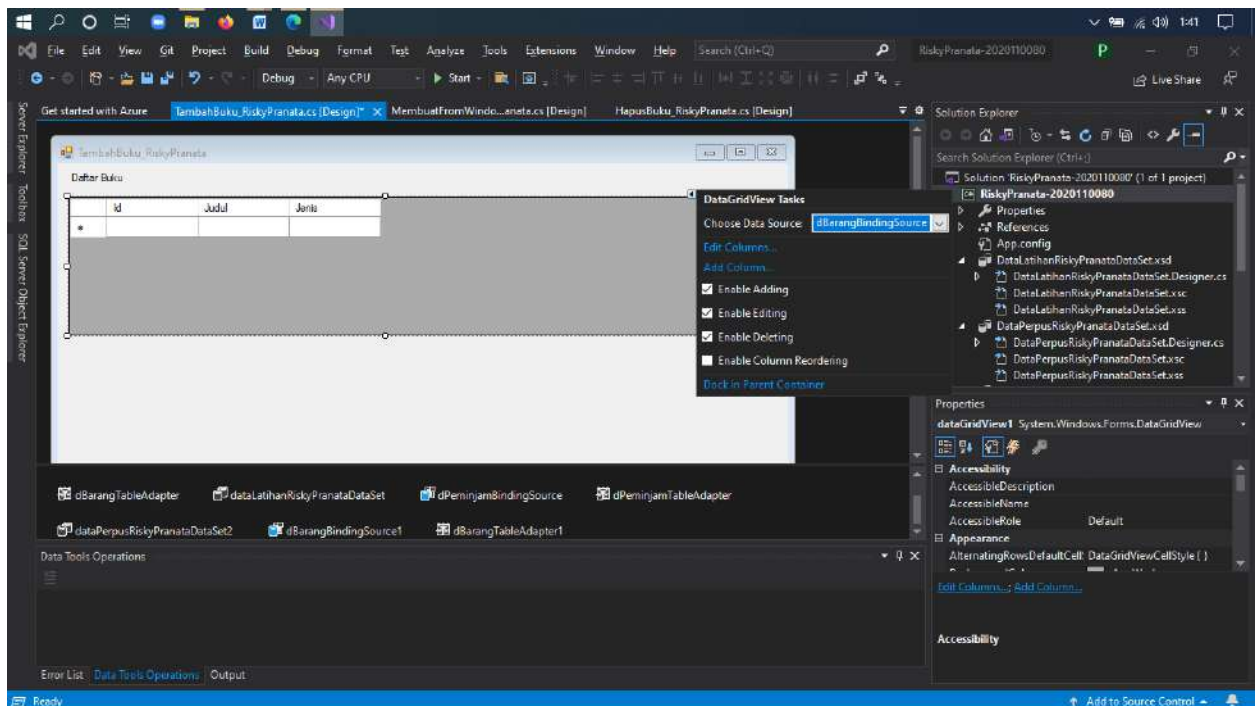 1:41
File Edit View Git Project Build Debug Format Test Analyze Tools Extensions Window Help Search (Ctrl+Q) RiskyPranata-2020110080 P
Debug Any CPU Start Live Share
Server Explorer
Toolbox
SQL Server Object Explorer
Get started with Azure TambahBuku_RiskyPranata.cs [Design]* MembuatFromWindo...anata.cs [Design] HapusBuku_RiskyPranata.cs [Design]
TambahBuku_RiskyPranata
Daftar Buku
Id Judul Jenis
DataGridView Tasks
Choose Data Source: dBarangBindingSource
Edit Columns...
Add Column...
Enable Adding
Enable Editing
Enable Deleting
Enable Column Reordering
Dock in Parent Container
dBarangTableAdapter dataLatihanRiskyPranataDataSet dPeminjamBindingSource dPeminjamTableAdapter
dataPerpusRiskyPranataDataSet2 dBarangBindingSource1 dBarangTableAdapter1
Data Tools Operations
Error List Data Tools Operations Output
Solution Explorer
Search Solution Explorer (Ctrl+;)
Solution 'RiskyPranata-2020110080' (1 of 1 project)
RiskyPranata-2020110080
Properties
References
App.config
DataLatihanRiskyPranataDataSet.xsd
DataLatihanRiskyPranataDataSet.Designer.cs
DataLatihanRiskyPranataDataSet.xsc
DataLatihanRiskyPranataDataSet.xss
DataPerpusRiskyPranataDataSet.xsd
DataPerpusRiskyPranataDataSet.Designer.cs
DataPerpusRiskyPranataDataSet.xsc
DataPerpusRiskyPranataDataSet.xss
Properties
dataGridView1 System.Windows.Forms.DataGridView
Accessibility
AccessibleDescription
AccessibleName
AccessibleRole Default
Appearance
AlternatingRowsDefaultCell DataGridViewCellStyle { }
Edit Columns...; Add Column...
Accessibility
Ready Add to Source Control